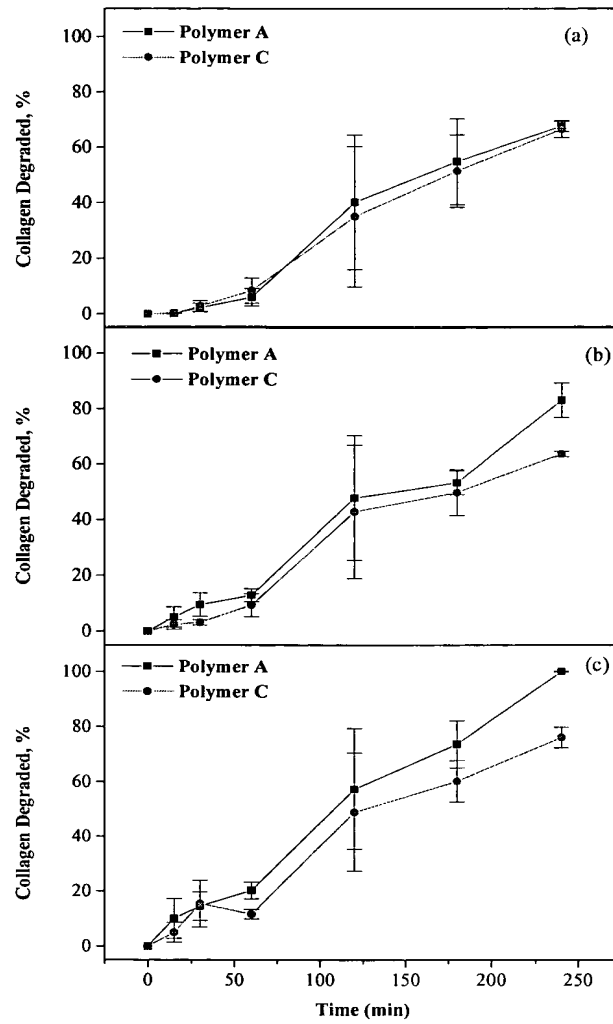 100
80
60
40
20
0
Collagen Degraded, %
Polymer A
Polymer C
(a)
100
80
60
40
20
0
Collagen Degraded, %
Polymer A
Polymer C
(b)
100
80
60
40
20
0
Collagen Degraded, %
Polymer A
Polymer C
(c)
0 50 100 150 200 250
Time (min)